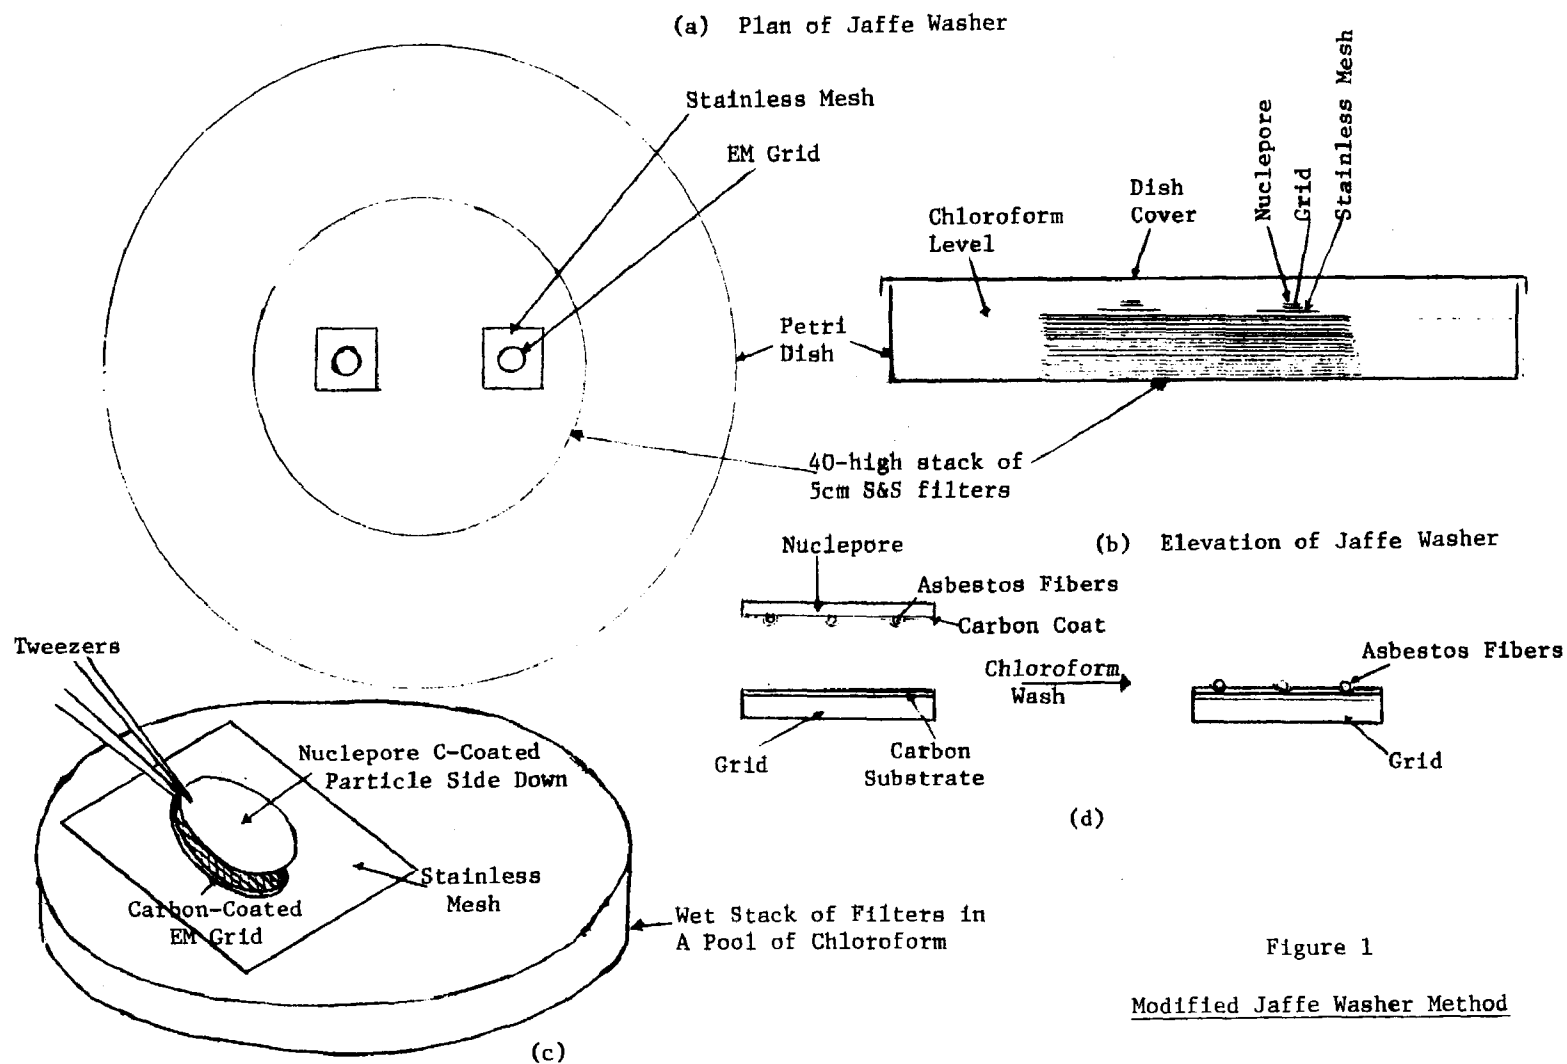 (a) Plan of Jaffe Washer
Stainless Mesh
EM Grid
Petri
Dish
40-high stack of
5cm S&S filters
Chloroform
Level
Dish
Cover
Nuclepore
Grid
Stainless Mesh
(b) Elevation of Jaffe Washer
Tweezers
Nuclepore C-Coated
Particle Side Down
Carbon-Coated
EM Grid
Stainless
Mesh
Wet Stack of Filters in
A Pool of Chloroform
(c)
Nuclepore
Asbestos Fibers
Carbon Coat
Grid
Carbon
Substrate
Chloroform
Wash
Asbestos Fibers
Grid
(d)
Figure 1
Modified Jaffe Washer Method